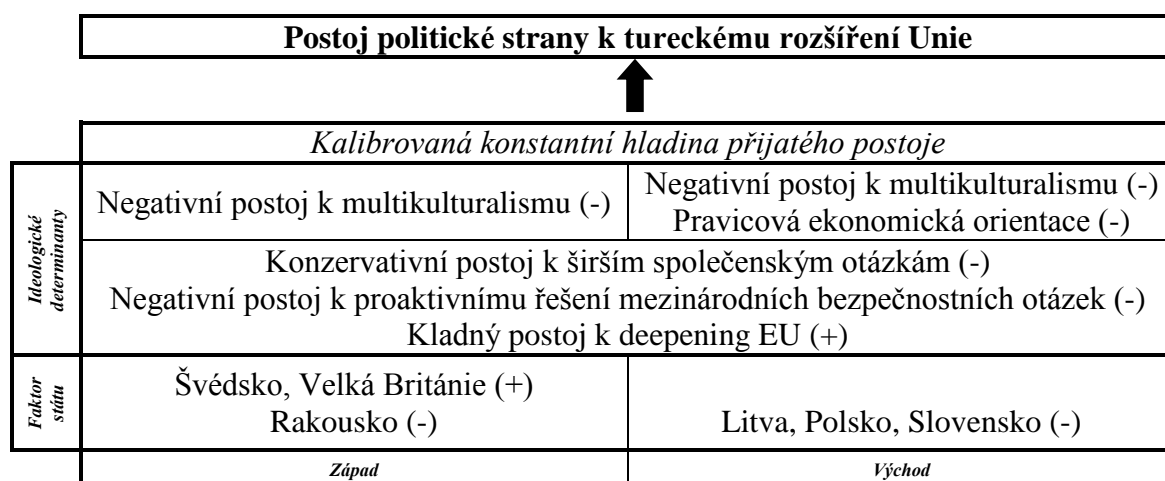 Postoj politické strany k tureckému rozšíření Unie
Kalibrovaná konstantní hladina přijatého postoje
Ideologické
determinanty
Negativní postoj k multikulturalismu (-)
Negativní postoj k multikulturalismu (-)
Pravicová ekonomická orientace (-)
Konzervativní postoj k širším společenským otázkám (-)
Negativní postoj k proaktivnímu řešení mezinárodních bezpečnostních otázek (-)
Kladný postoj k deepening EU (+)
Faktor
státu
Švédsko, Velká Británie (+)
Rakousko (-)
Litva, Polsko, Slovensko (-)
Západ
Východ